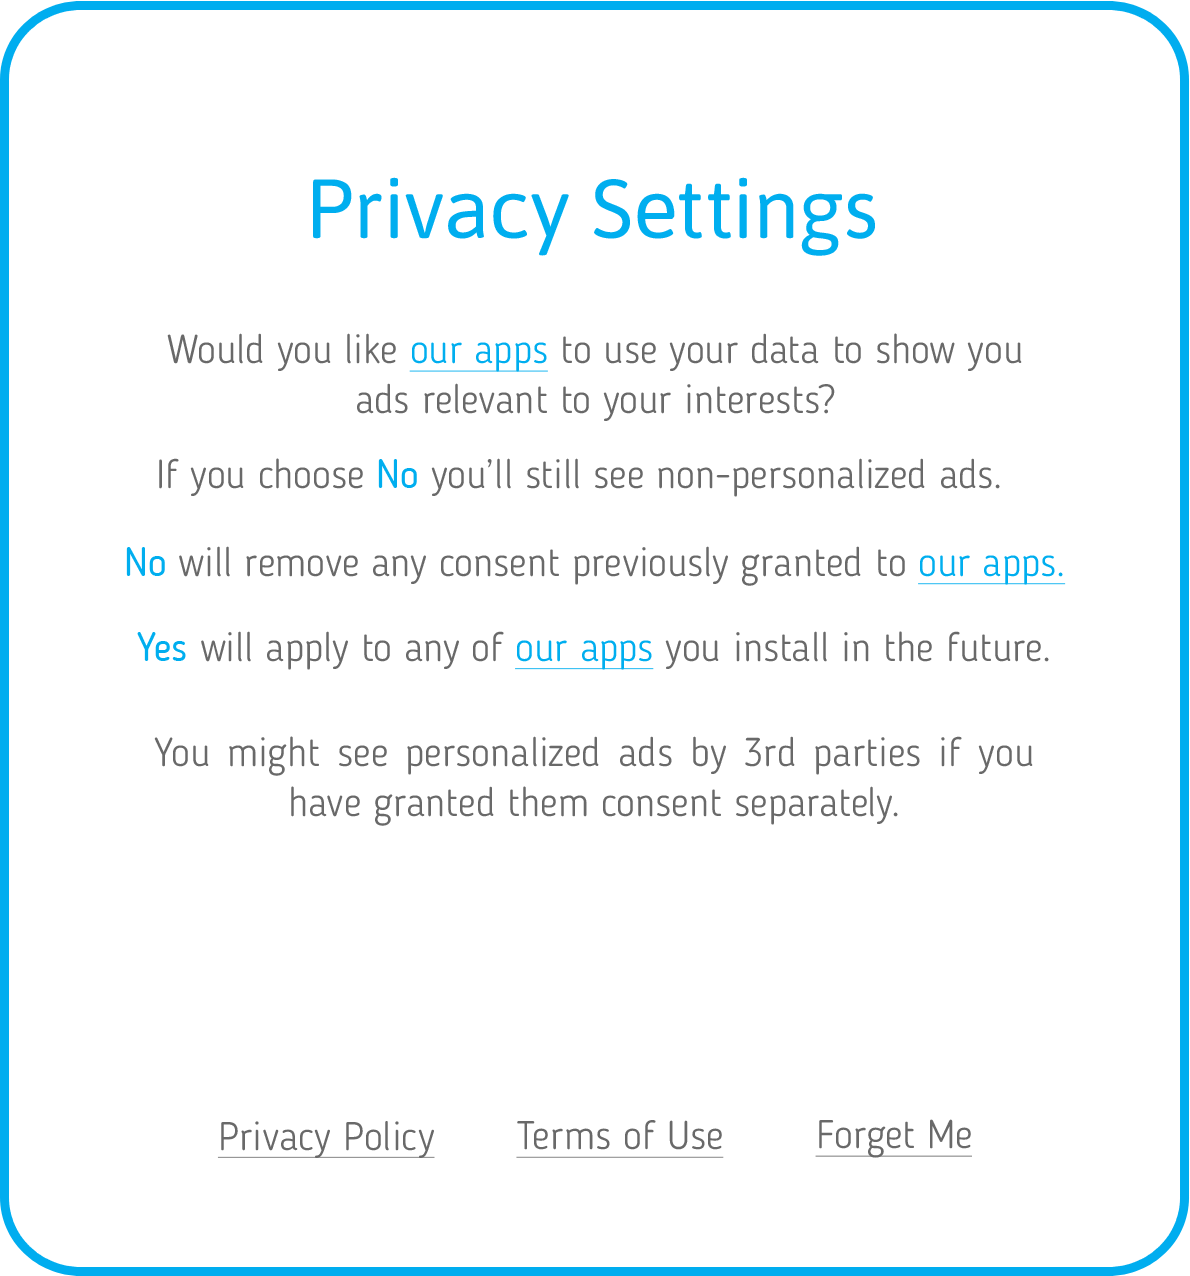 Privacy Settings
Would you like our apps to use your data to show you
ads relevant to your interests?
If you choose No you’ll still see non-personalized ads.
No will remove any consent previously granted to our apps.
Yes will apply to any of our apps you install in the future.
You might see personalized ads by 3rd parties if you
have granted them consent separately.
Privacy Policy
Terms of Use
Forget Me